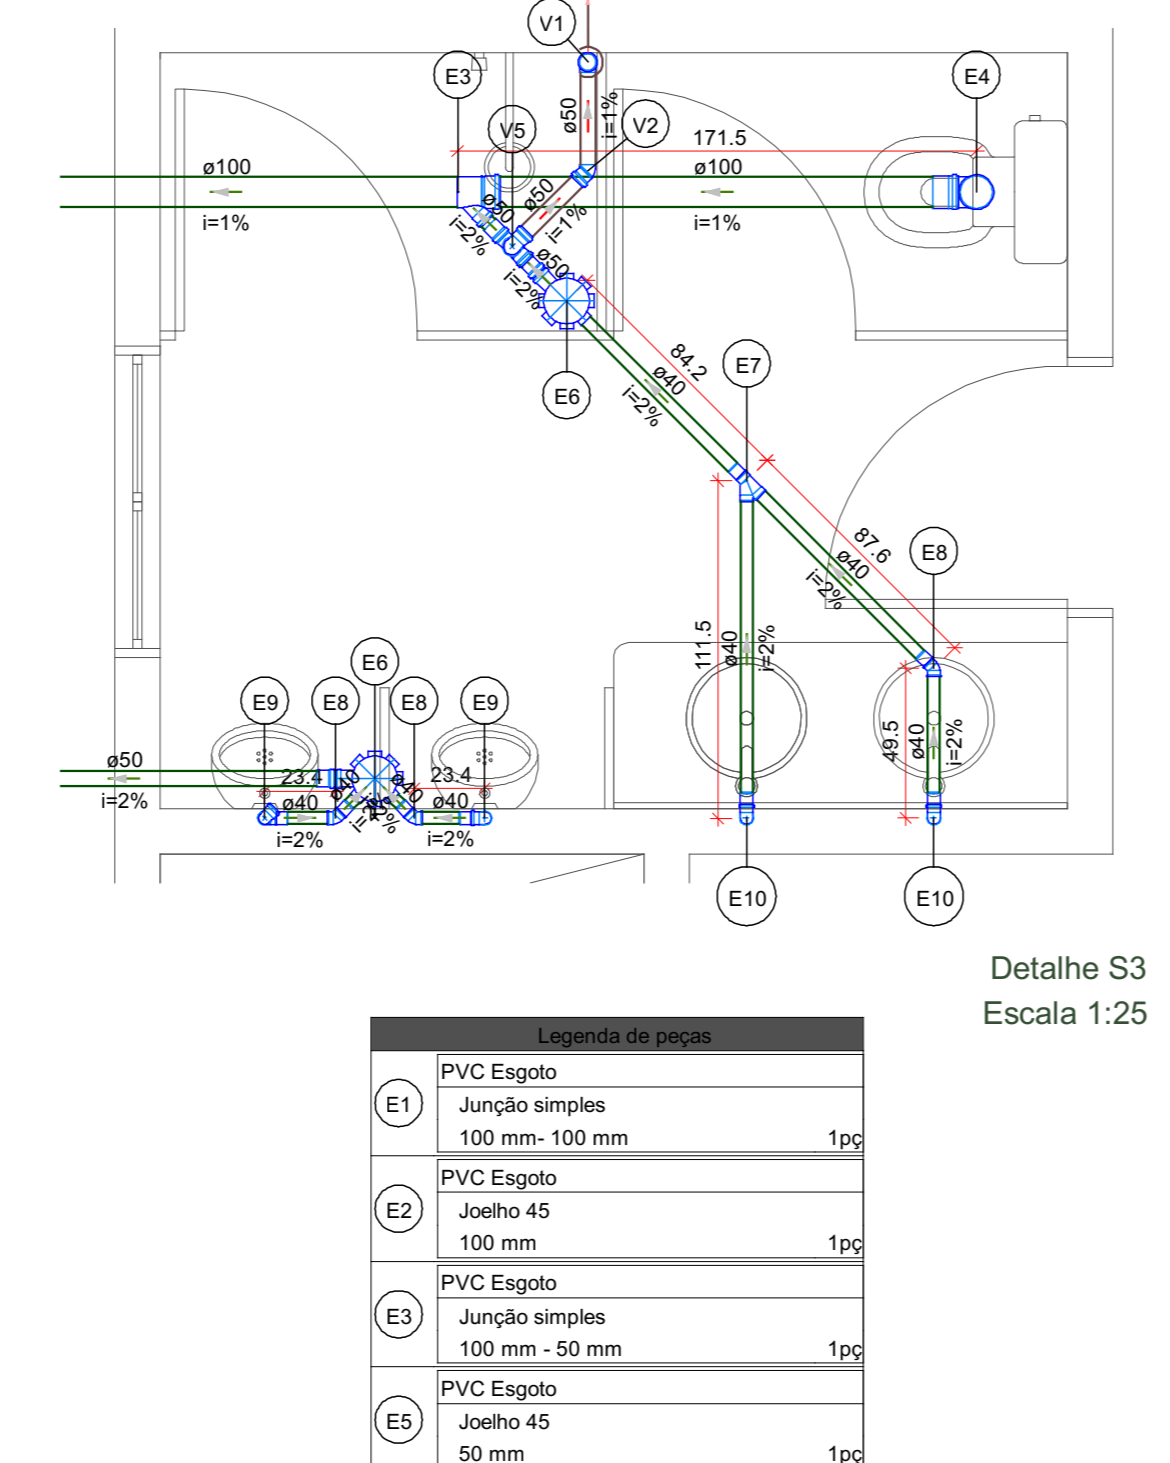 V1
E3
E4
ø50
i=1%
V5
V2
171.5
ø100
ø100
i=1%
i=1%
ø50
ø50
i=2%
i=1%
ø50
i=2%
84.2
ø40
i=2%
E7
E6
87.6
ø40
i=2%
E8
111.5
ø40
i=2%
49.5
ø40
i=2%
E6
E9
E8
E8
E9
ø50
i=2%
23.4
ø40
ø40
23.4
ø40
ø40
i=2%
i=2%
i=2%
i=2%
E10
E10
Detalhe S3
Escala 1:25
Legenda de peças
PVC Esgoto
E1
Junção simples
100 mm- 100 mm 1pç
PVC Esgoto
E2
Joelho 45
100 mm 1pç
PVC Esgoto
E3
Junção simples
100 mm - 50 mm 1pç
PVC Esgoto
E5
Joelho 45
50 mm 1pç